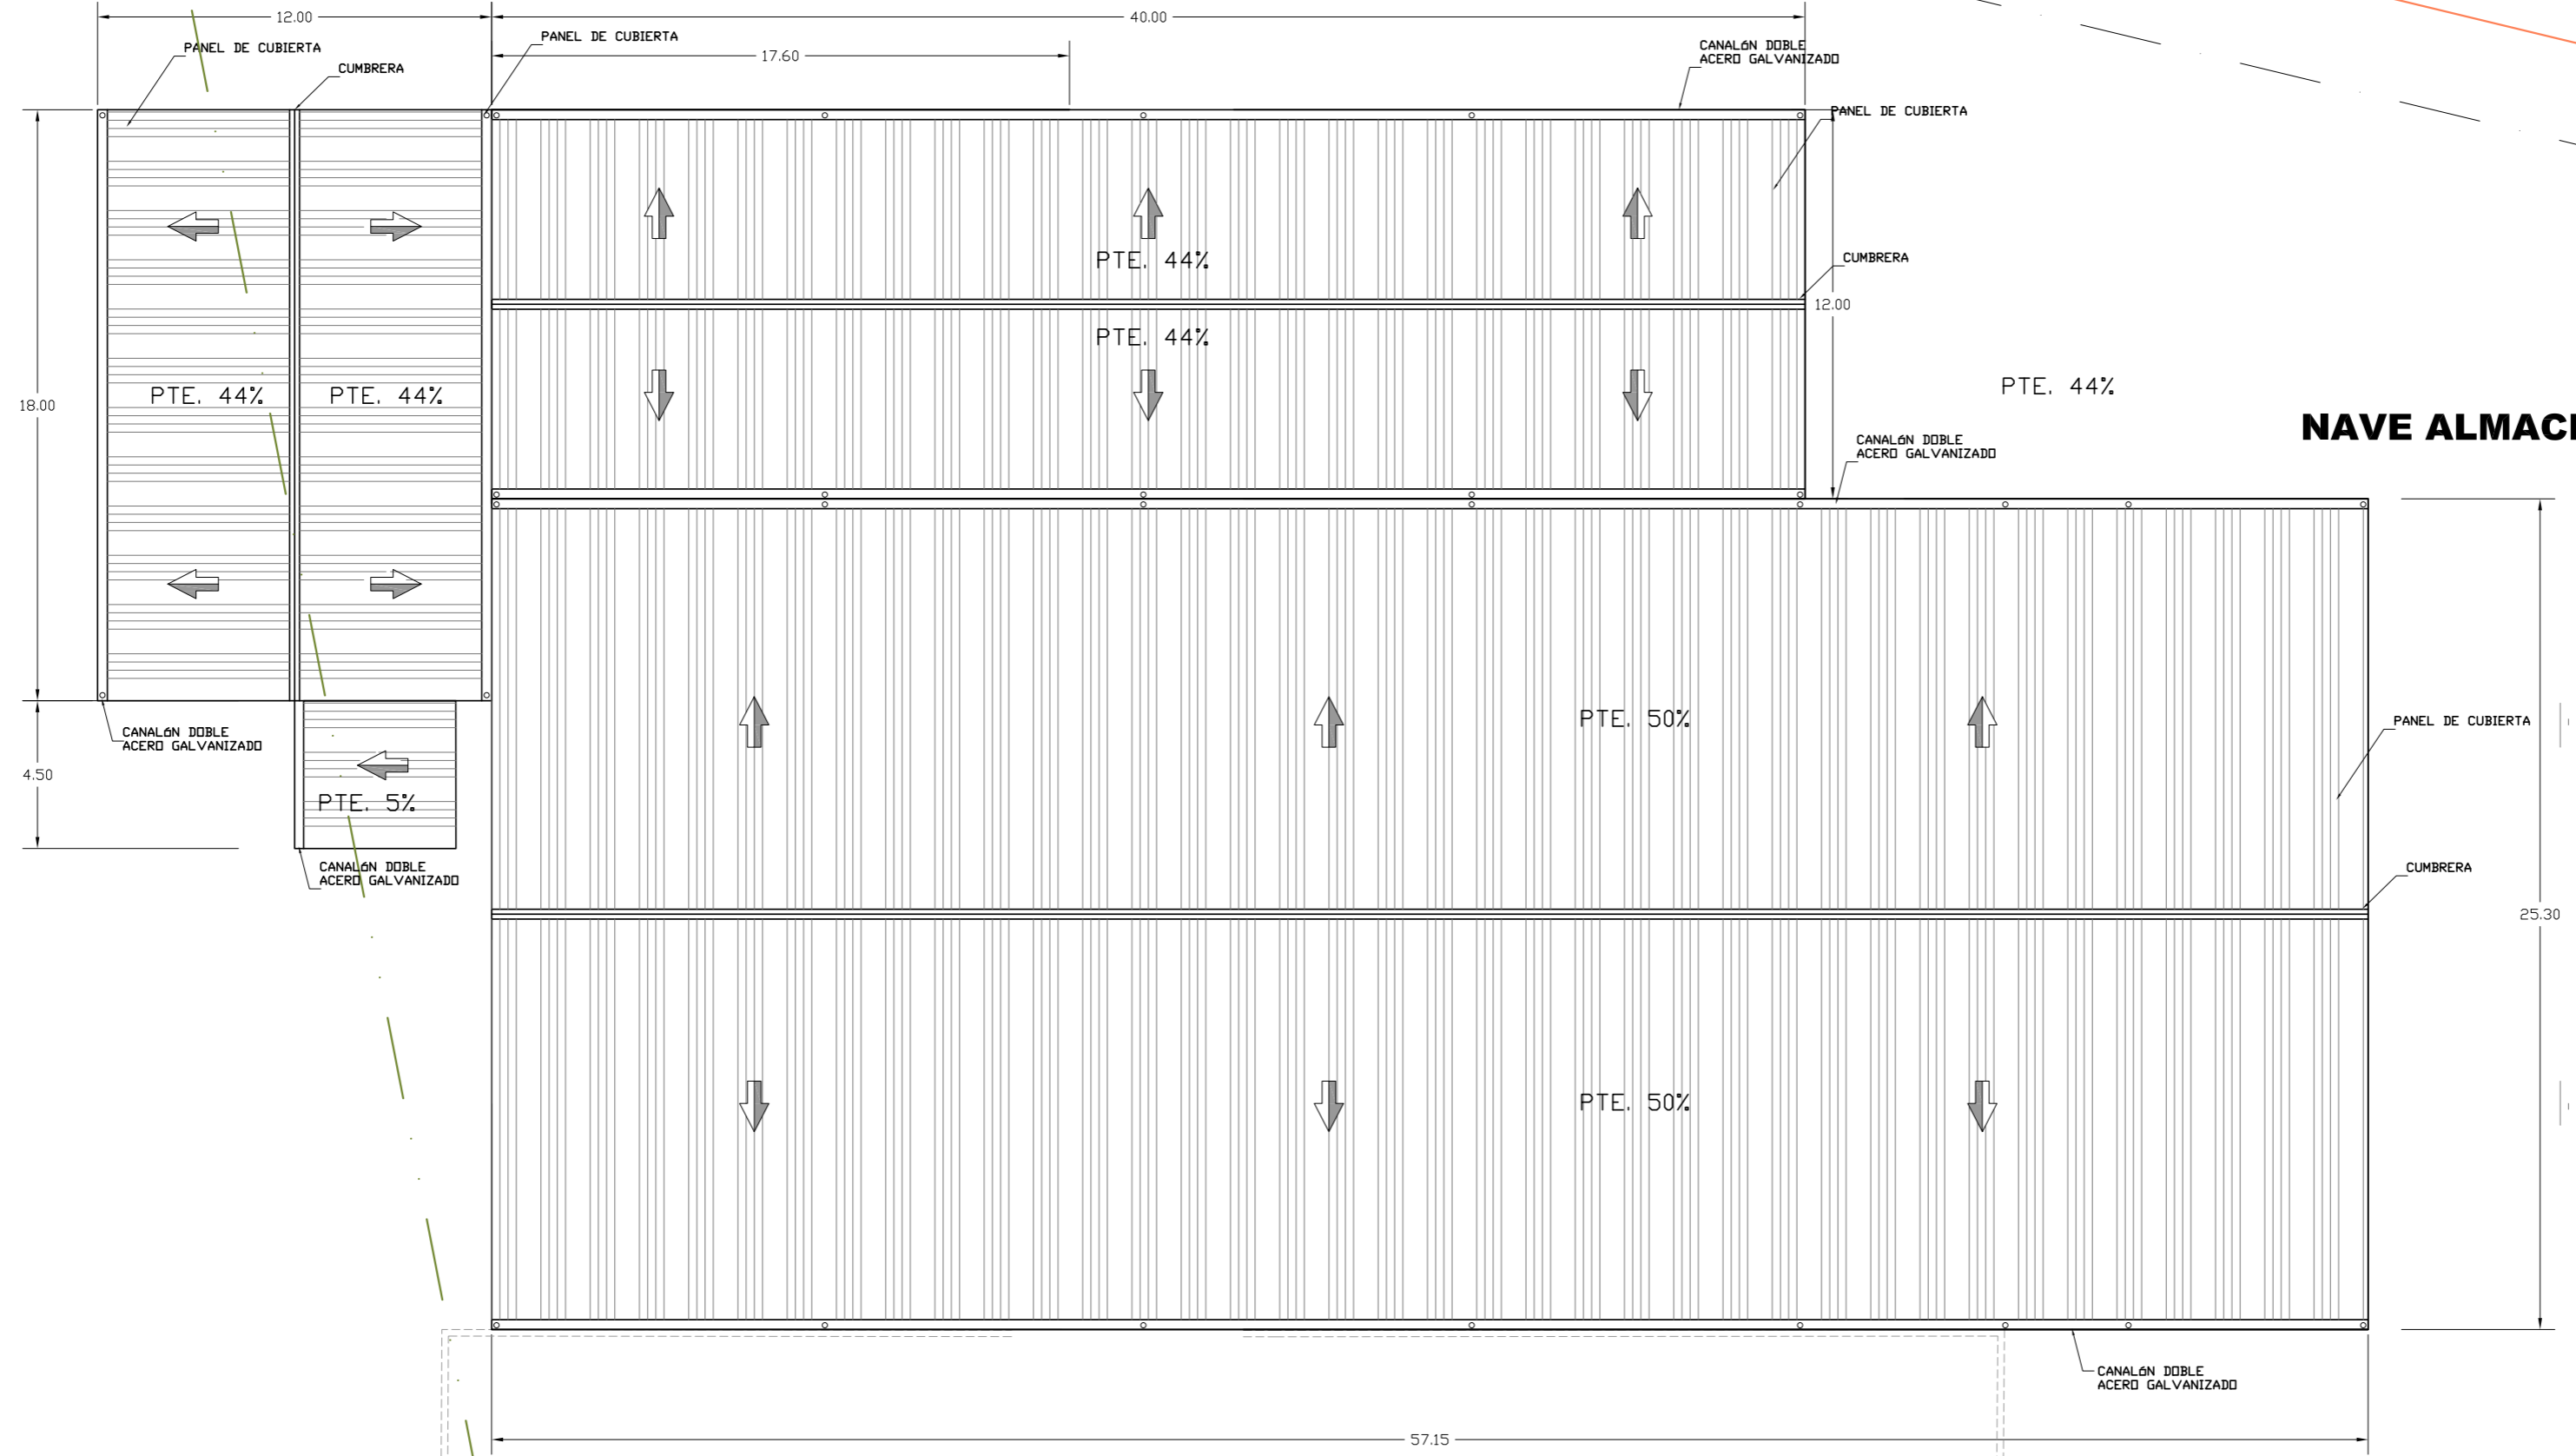 12.00
40.00
PANEL DE CUBIERTA
PANEL DE CUBIERTA
CUMBRERA
17.60
CANALÓN DOBLE
ACERO GALVANIZADO
PANEL DE CUBIERTA
PTE. 44%
CUMBRERA
12.00
PTE. 44%
PTE. 44%
PTE. 44%
PTE. 44%
18.00
NAVE ALMACE
CANALÓN DOBLE
ACERO GALVANIZADO
PTE. 50%
PANEL DE CUBIERTA
CANALÓN DOBLE
ACERO GALVANIZADO
4.50
PTE. 5%
CANALÓN DOBLE
ACERO GALVANIZADO
CUMBRERA
25.30
PTE. 50%
CANALÓN DOBLE
ACERO GALVANIZADO
57.15